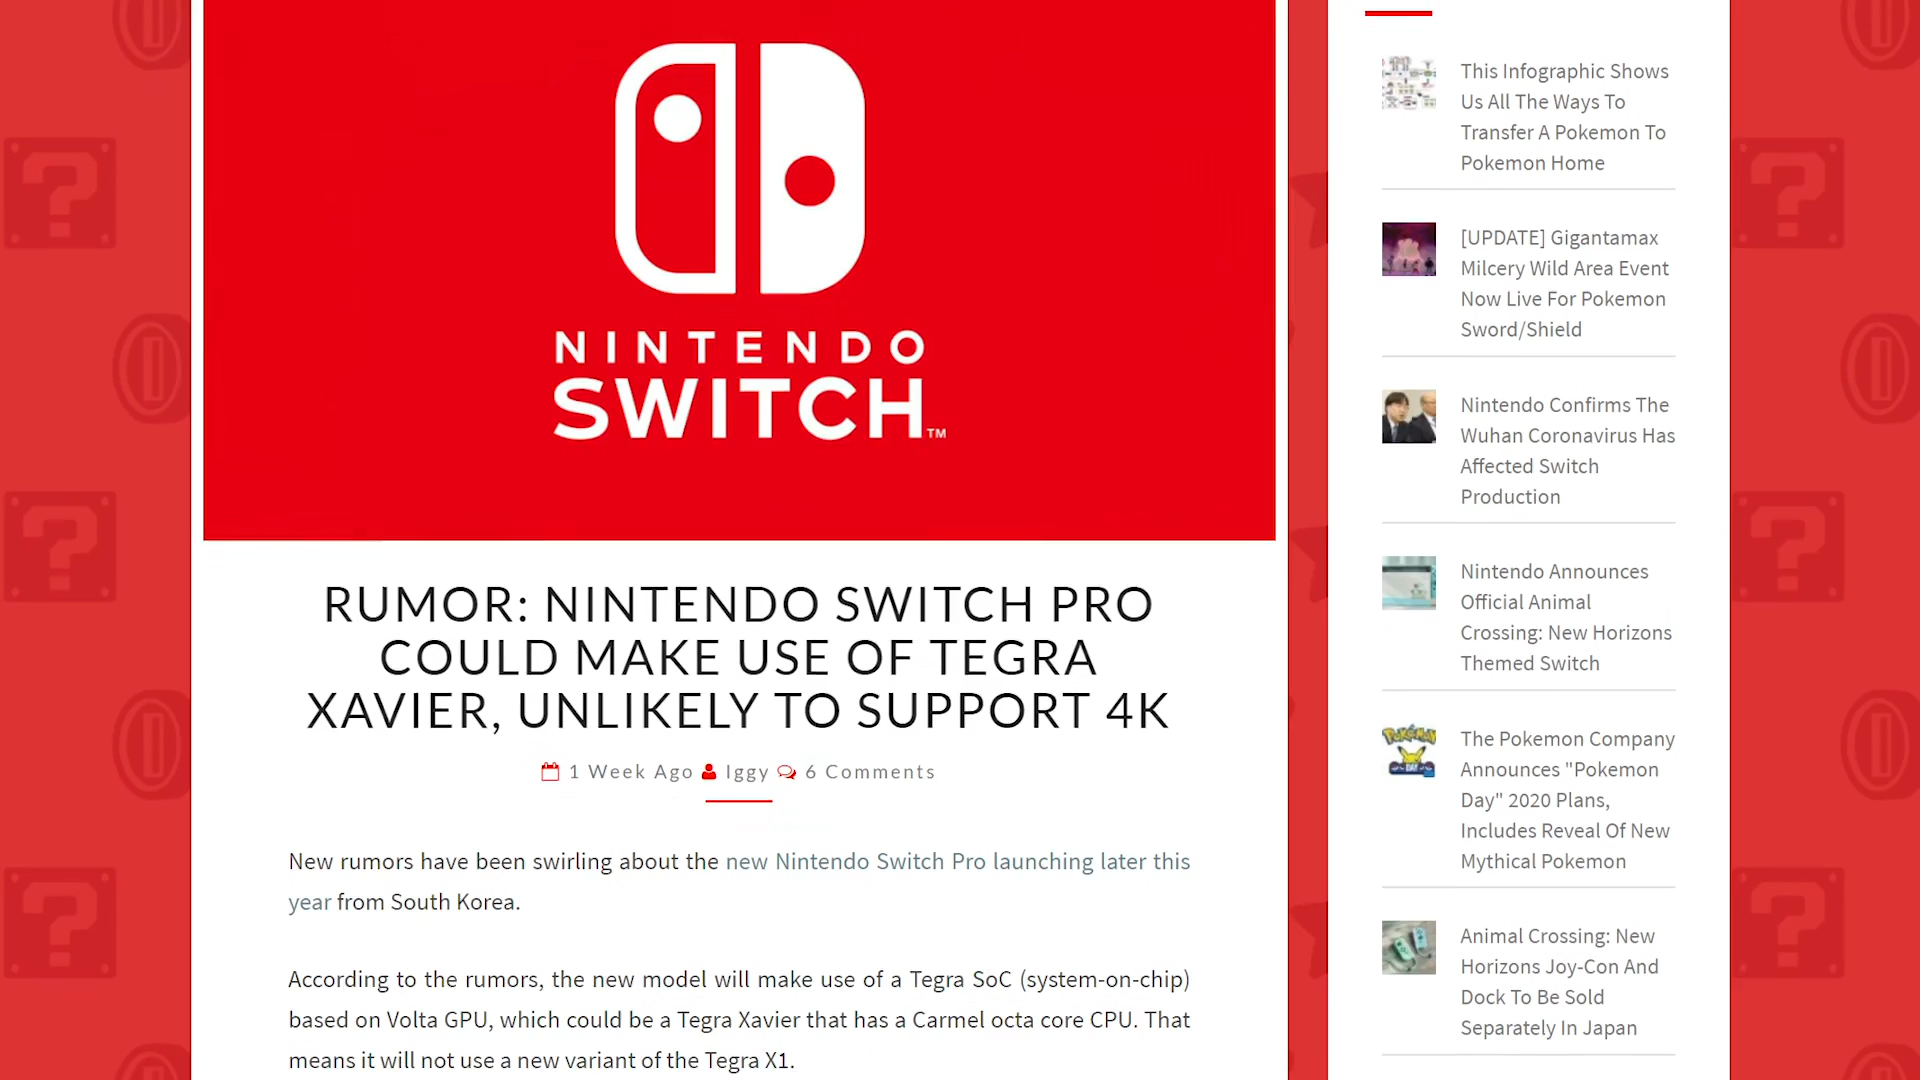 NINTENDO
SWITCH™
RUMOR: NINTENDO SWITCH PRO
COULD MAKE USE OF TEGRA
XAVIER, UNLIKELY TO SUPPORT 4K
1 Week Ago Iggy 6 Comments
New rumors have been swirling about the new Nintendo Switch Pro launching later this
year from South Korea.
According to the rumors, the new model will make use of a Tegra SoC (system-on-chip)
based on Volta GPU, which could be a Tegra Xavier that has a Carmel octa core CPU. That
means it will not use a new variant of the Tegra X1.
This Infographic Shows
Us All The Ways To
Transfer A Pokemon To
Pokemon Home
[UPDATE] Gigantamax
Milcery Wild Area Event
Now Live For Pokemon
Sword/Shield
Nintendo Confirms The
Wuhan Coronavirus Has
Affected Switch
Production
Nintendo Announces
Official Animal
Crossing: New Horizons
Themed Switch
The Pokemon Company
Announces "Pokemon
Day" 2020 Plans,
Includes Reveal Of New
Mythical Pokemon
Animal Crossing: New
Horizons Joy-Con And
Dock To Be Sold
Separately In Japan